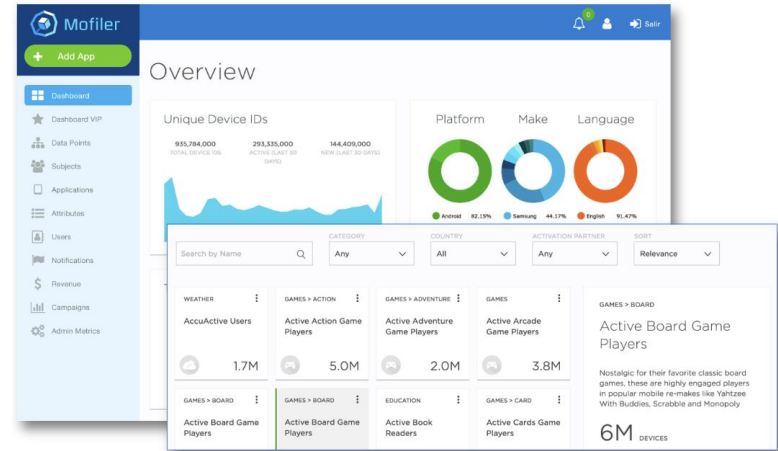 Mofiler
0
Salir
+ Add App
Overview
Dashboard
Dashboard VIP
Data Points
Subjects
Applications
Attributes
Users
Notifications
Revenue
Campaigns
Admin Metrics
Unique Device IDs
935,784,000
TOTAL DEVICE IDS
293,335,000
ACTIVE (LAST 30
DAYS)
144,409,000
NEW (LAST 30 DAYS)
Platform
Make
Language
Android 82.15%
Samsung 44.17%
English 91.47%
Search by Name
CATEGORY
Any
COUNTRY
All
ACTIVATION PARTNER
Any
SORT
Relevance
WEATHER
AccuActive Users
1.7M
GAMES > ACTION
Active Action Game
Players
5.0M
GAMES > ADVENTURE
Active Adventure
Game Players
2.0M
GAMES
Active Arcade
Game Players
3.8M
GAMES > BOARD
Active Board Game
Players
GAMES > BOARD
Active Board Game
Players
EDUCATION
Active Book
Readers
GAMES > CARD
Active Cards Game
Players
GAMES > BOARD
Active Board Game
Players
Nostalgic for their favorite classic board
games, these are highly engaged players
in popular mobile re-makes like Yahtzee
With Buddies, Scrabble and Monopoly
6M DEVICES